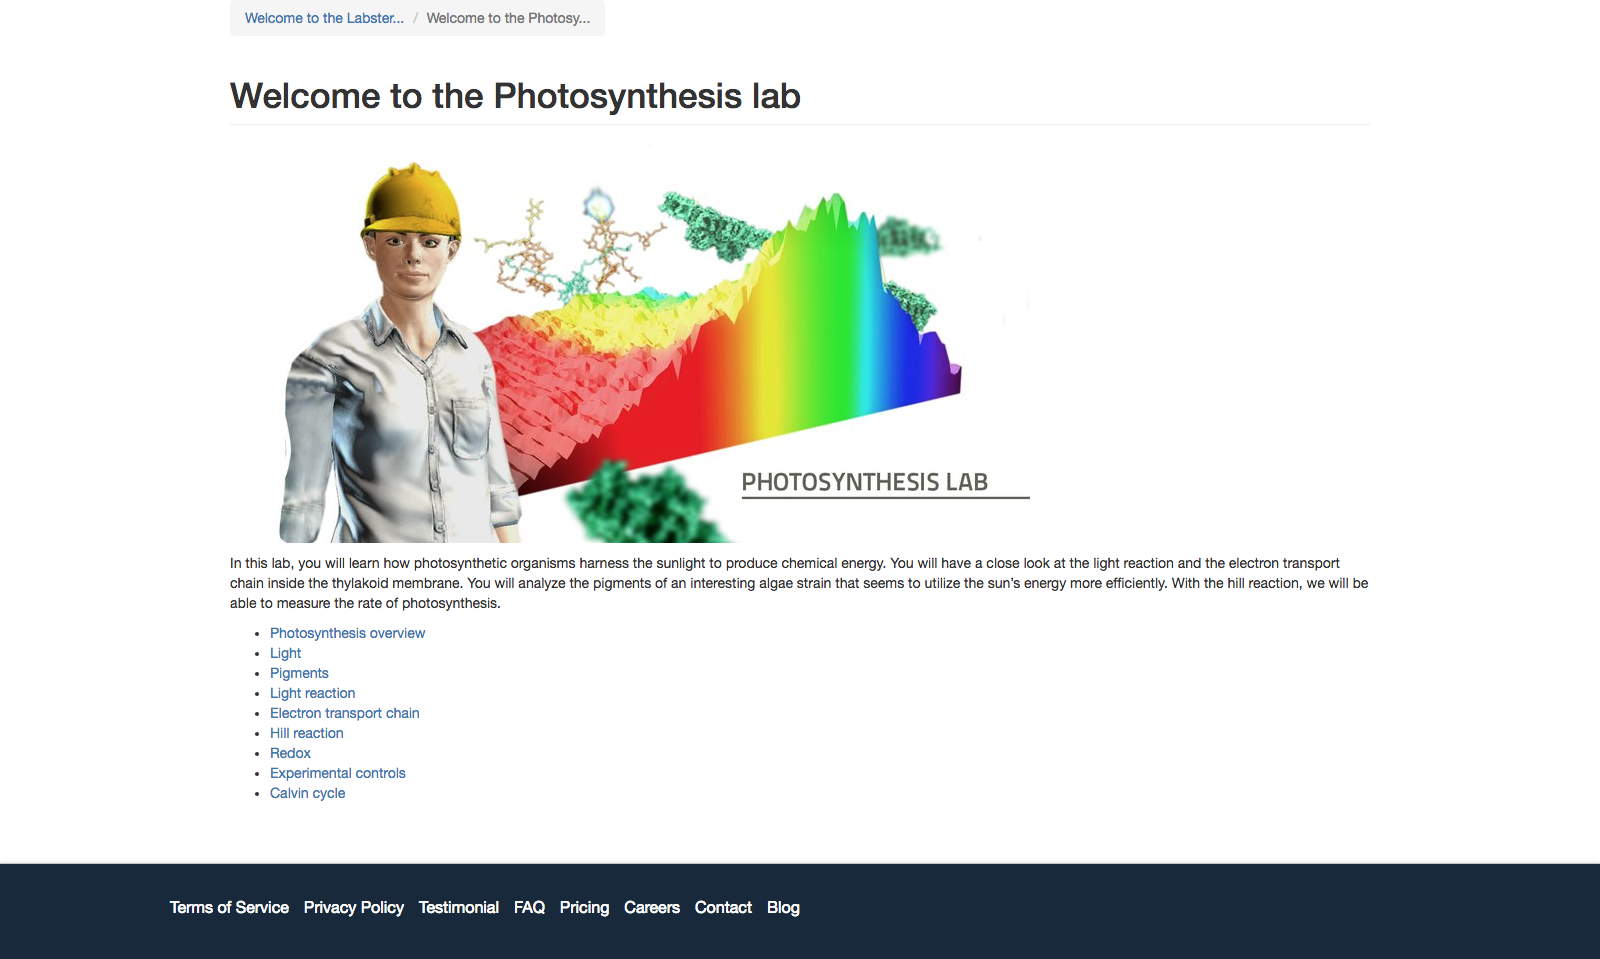 Welcome to the Labster... / Welcome to the Photosy...
Welcome to the Photosynthesis lab
PHOTOSYNTHESIS LAB
In this lab, you will learn how photosynthetic organisms harness the sunlight to produce chemical energy. You will have a close look at the light reaction and the electron transport
chain inside the thylakoid membrane. You will analyze the pigments of an interesting algae strain that seems to utilize the sun’s energy more efficiently. With the hill reaction, we will be
able to measure the rate of photosynthesis.
• Photosynthesis overview
• Light
• Pigments
• Light reaction
• Electron transport chain
• Hill reaction
• Redox
• Experimental controls
• Calvin cycle
Terms of Service Privacy Policy Testimonial FAQ Pricing Careers Contact Blog